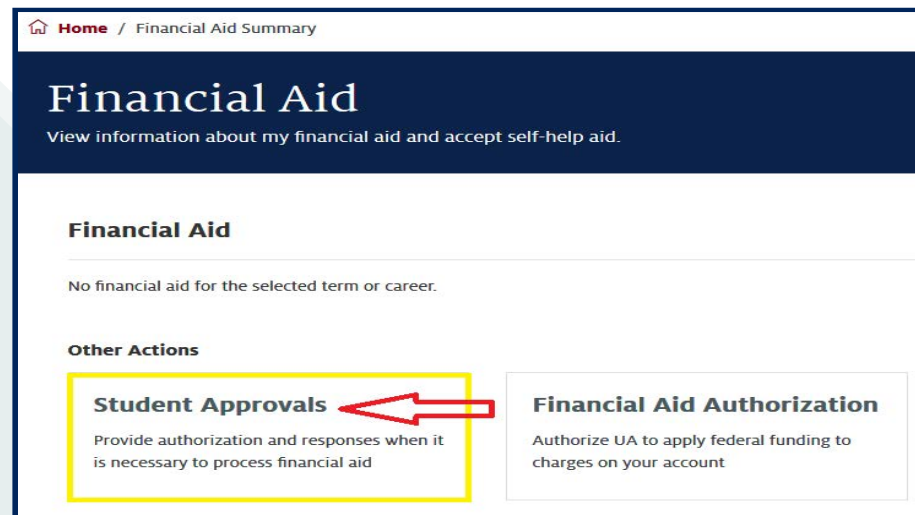 Home / Financial Aid Summary
Financial Aid
View information about my financial aid and accept self-help aid.
Financial Aid
No financial aid for the selected term or career.
Other Actions
Student Approvals
Provide authorization and responses when it
is necessary to process financial aid
Financial Aid Authorization
Authorize UA to apply federal funding to
charges on your account